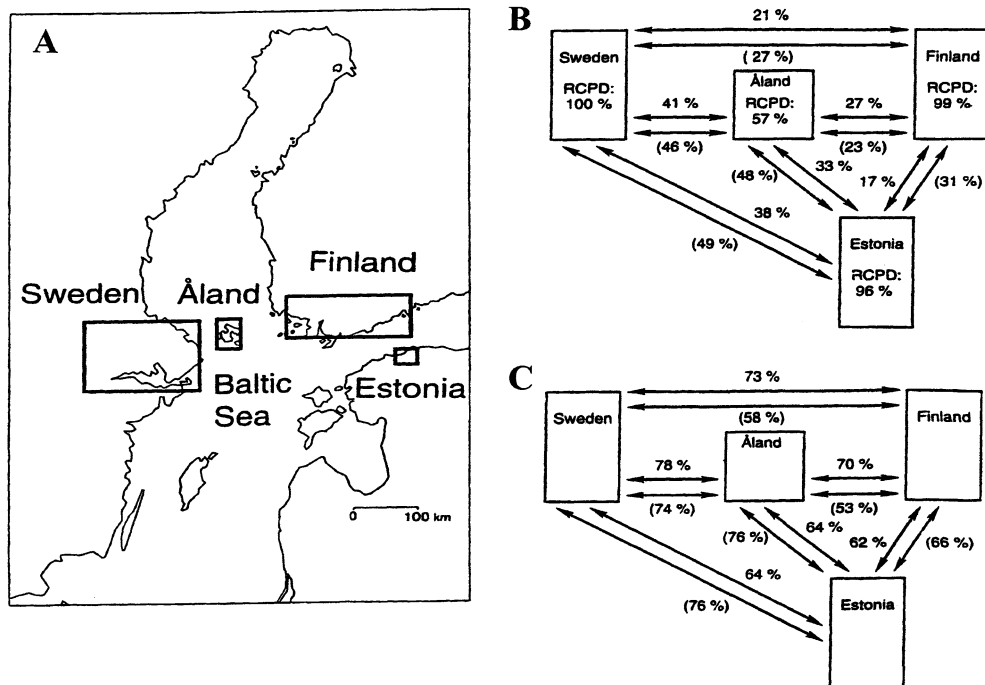 A
Sweden
Åland
Finland
Baltic
Sea
Estonia
0 100 km
B
21 %
(27 %)
Sweden
RCPD:
100 %
Åland
RCPD:
57 %
Finland
RCPD:
99 %
41 %
(46 %)
27 %
(23 %)
(48 %)
33 %
17 %
(31 %)
38 %
(49 %)
Estonia
RCPD:
96 %
C
73 %
(58 %)
Sweden
Åland
Finland
78 %
(74 %)
70 %
(53 %)
(76 %)
64 %
62 %
(66 %)
64 %
(76 %)
Estonia